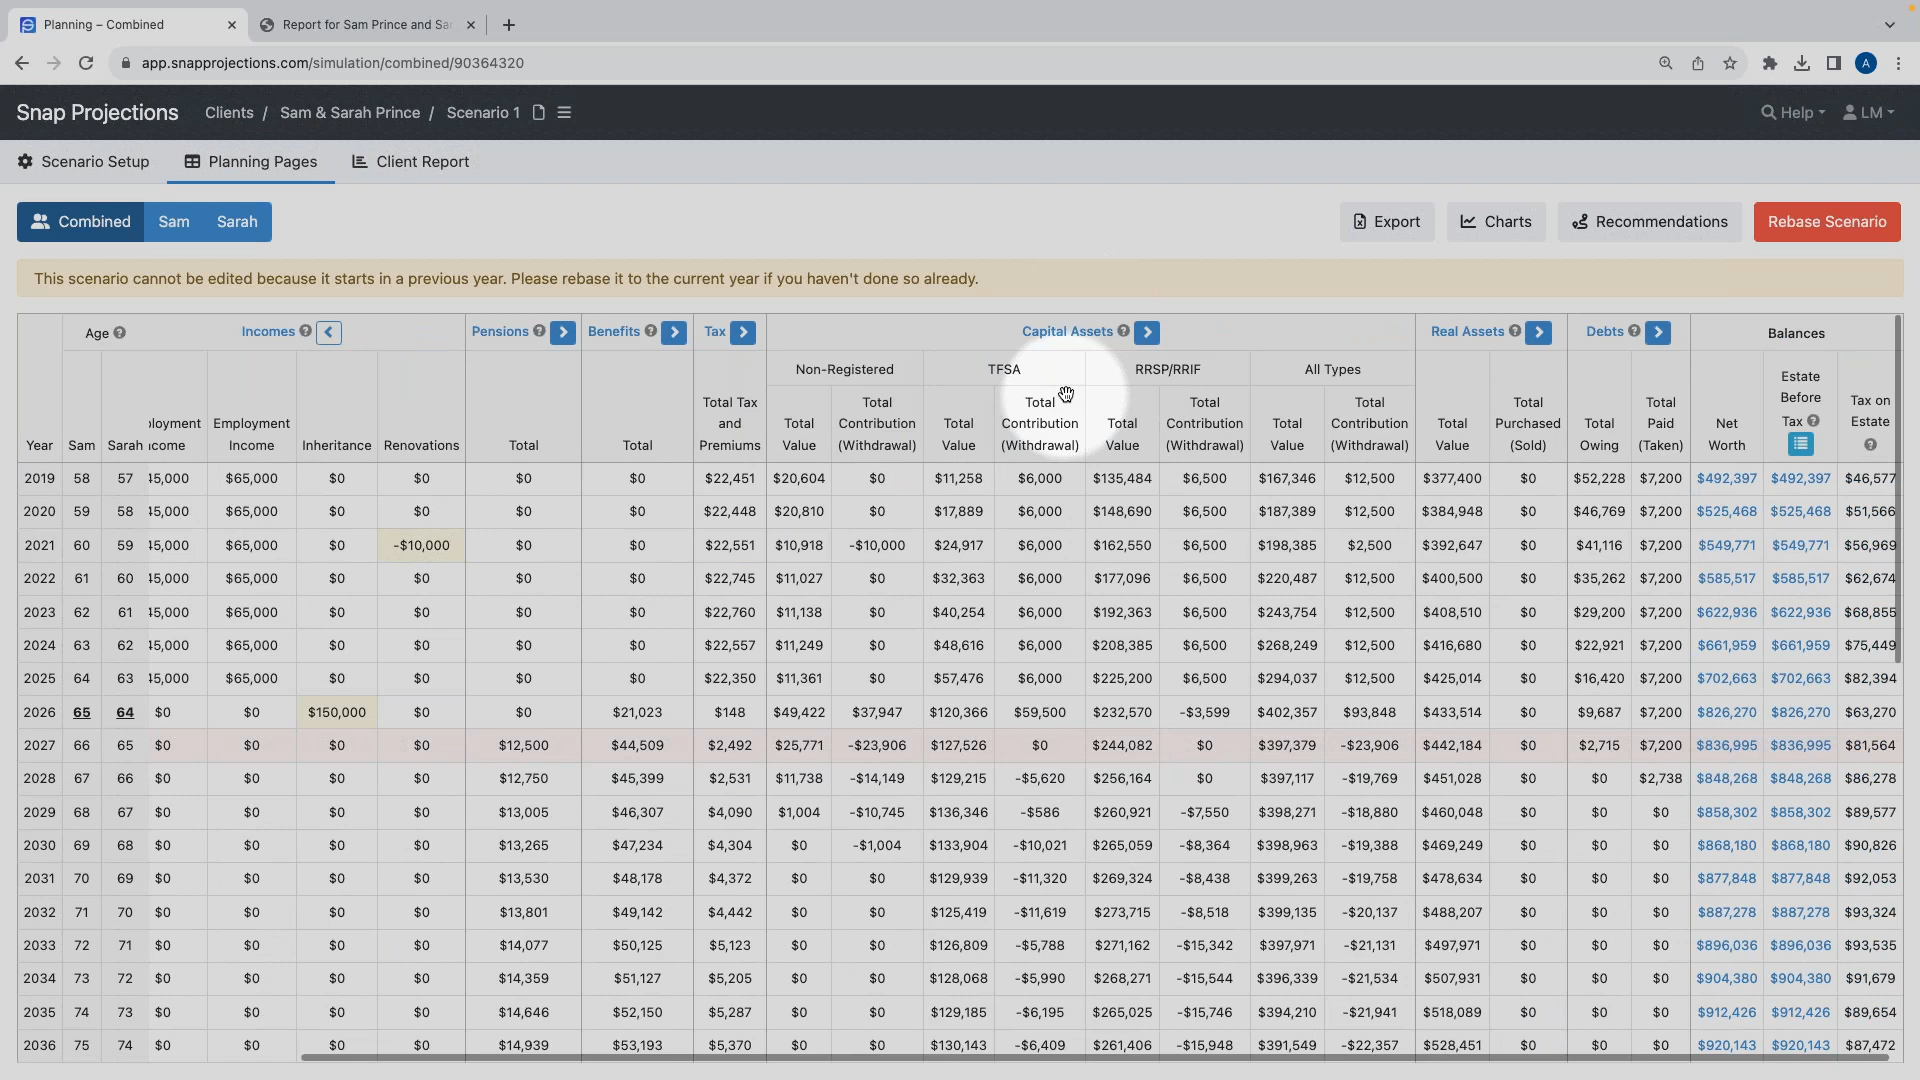 Planning – Combined
Report for Sam Prince and Sar
app.snapprojections.com/simulation/combined/90364320
A
Snap Projections Clients / Sam & Sarah Prince / Scenario 1 Help LM
Scenario Setup Planning Pages Client Report
Combined Sam Sarah Export Charts Recommendations Rebase Scenario
This scenario cannot be edited because it starts in a previous year. Please rebase it to the current year if you haven't done so already.
Age Incomes Pensions Benefits Tax Capital Assets Real Assets Debts Balances
Non-Registered TFSA RRSP/RRIF All Types
Year Sam Sarah Employment Income Inheritance Renovations Total Total Total Tax and Premiums Total Value Total Contribution (Withdrawal) Total Value Total Contribution (Withdrawal) Total Value Total Contribution (Withdrawal) Total Value Total Contribution (Withdrawal) Total Value Total Purchased (Sold) Total Owing Total Paid (Taken) Net Worth Estate Before Tax Tax on Estate
2019 58 57 45,000 $65,000 $0 $0 $0 $0 $22,451 $20,604 $0 $11,258 $6,000 $135,484 $6,500 $167,346 $12,500 $377,400 $0 $52,228 $7,200 $492,397 $492,397 $46,577
2020 59 58 45,000 $65,000 $0 $0 $0 $0 $22,448 $20,810 $0 $17,889 $6,000 $148,690 $6,500 $187,389 $12,500 $384,948 $0 $46,769 $7,200 $525,468 $525,468 $51,566
2021 60 59 45,000 $65,000 $0 -$10,000 $0 $0 $22,551 $10,918 -$10,000 $24,917 $6,000 $162,550 $6,500 $198,385 $2,500 $392,647 $0 $41,116 $7,200 $549,771 $549,771 $56,969
2022 61 60 45,000 $65,000 $0 $0 $0 $0 $22,745 $11,027 $0 $32,363 $6,000 $177,096 $6,500 $220,487 $12,500 $400,500 $0 $35,262 $7,200 $585,517 $585,517 $62,674
2023 62 61 45,000 $65,000 $0 $0 $0 $0 $22,760 $11,138 $0 $40,254 $6,000 $192,363 $6,500 $243,754 $12,500 $408,510 $0 $29,200 $7,200 $622,936 $622,936 $68,855
2024 63 62 45,000 $65,000 $0 $0 $0 $0 $22,557 $11,249 $0 $48,616 $6,000 $208,385 $6,500 $268,249 $12,500 $416,680 $0 $22,921 $7,200 $661,959 $661,959 $75,449
2025 64 63 45,000 $65,000 $0 $0 $0 $0 $22,350 $11,361 $0 $57,476 $6,000 $225,200 $6,500 $294,037 $12,500 $425,014 $0 $16,420 $7,200 $702,663 $702,663 $82,394
2026 65 64 $0 $0 $150,000 $0 $0 $21,023 $148 $49,422 $37,947 $120,366 $59,500 $232,570 -$3,599 $402,357 $93,848 $433,514 $0 $9,687 $7,200 $826,270 $826,270 $63,270
2027 66 65 $0 $0 $0 $0 $12,500 $44,509 $2,492 $25,771 -$23,906 $127,526 $0 $244,082 $0 $397,379 -$23,906 $442,184 $0 $2,715 $7,200 $836,995 $836,995 $81,564
2028 67 66 $0 $0 $0 $0 $12,750 $45,399 $2,531 $11,738 -$14,149 $129,215 -$5,620 $256,164 $0 $397,117 -$19,769 $451,028 $0 $0 $2,738 $848,268 $848,268 $86,278
2029 68 67 $0 $0 $0 $0 $13,005 $46,307 $4,090 $1,004 -$10,745 $136,346 -$586 $260,921 -$7,550 $398,271 -$18,880 $460,048 $0 $0 $0 $858,302 $858,302 $89,577
2030 69 68 $0 $0 $0 $0 $13,265 $47,234 $4,304 $0 -$1,004 $133,904 -$10,021 $265,059 -$8,364 $398,963 -$19,388 $469,249 $0 $0 $0 $868,180 $868,180 $90,826
2031 70 69 $0 $0 $0 $0 $13,530 $48,178 $4,372 $0 $0 $129,939 -$11,320 $269,324 -$8,438 $399,263 -$19,758 $478,634 $0 $0 $0 $877,848 $877,848 $92,053
2032 71 70 $0 $0 $0 $0 $13,801 $49,142 $4,442 $0 $0 $125,419 -$11,619 $273,715 -$8,518 $399,135 -$20,137 $488,207 $0 $0 $0 $887,278 $887,278 $93,324
2033 72 71 $0 $0 $0 $0 $14,077 $50,125 $5,123 $0 $0 $126,809 -$5,788 $271,162 -$15,342 $397,971 -$21,131 $497,971 $0 $0 $0 $896,036 $896,036 $93,535
2034 73 72 $0 $0 $0 $0 $14,359 $51,127 $5,205 $0 $0 $128,068 -$5,990 $268,271 -$15,544 $396,339 -$21,534 $507,931 $0 $0 $0 $904,380 $904,380 $91,679
2035 74 73 $0 $0 $0 $0 $14,646 $52,150 $5,287 $0 $0 $129,185 -$6,195 $265,025 -$15,746 $394,210 -$21,941 $518,089 $0 $0 $0 $912,426 $912,426 $89,654
2036 75 74 $0 $0 $0 $0 $14,939 $53,193 $5,370 $0 $0 $130,143 -$6,409 $261,406 -$15,948 $391,549 -$22,357 $528,451 $0 $0 $0 $920,143 $920,143 $87,472